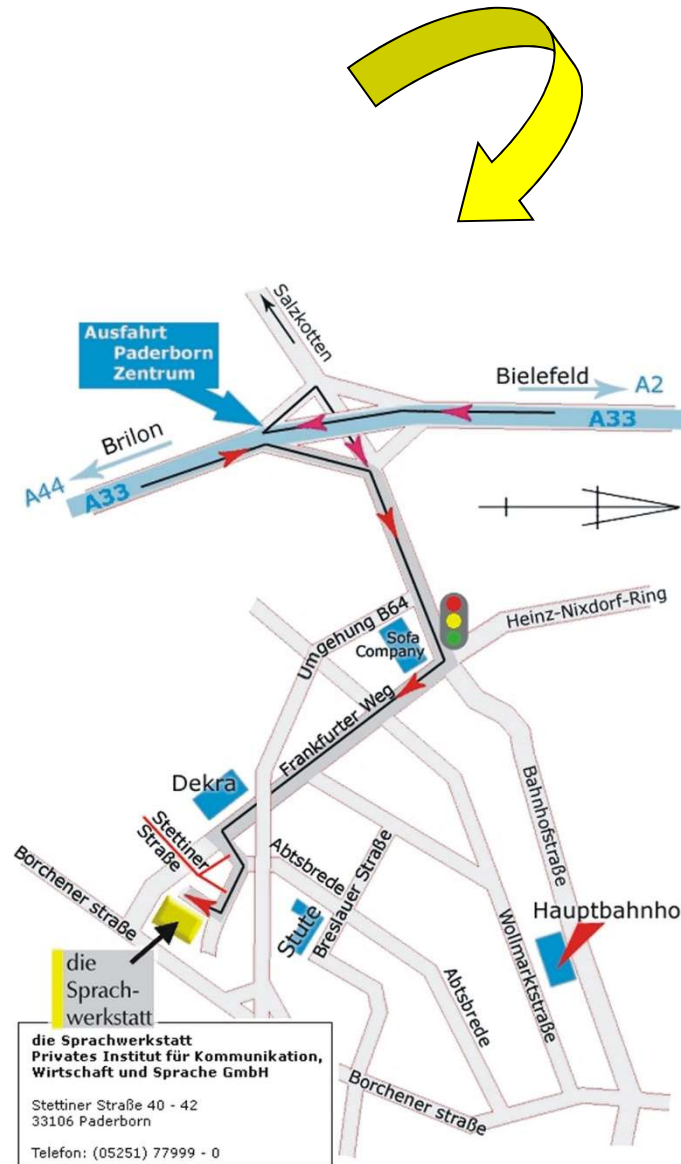 Salzkotten
Ausfahrt
Paderborn
Zentrum
Bielefeld
A2
A33
Brilon
A44
A33
Umgehung B64
Heinz-Nixdorf-Ring
Sofa
Company
Frankfurter Weg
Dekra
Stettiner
Straße
Bahnhofstraße
Borchener straße
Abtsbrede
Breslauer Straße
Stute
Hauptbahnho
Wollmarktstraße
Abtsbrede
die
Sprach-
werkstatt
die Sprachwerkstatt
Privates Institut für Kommunikation,
Wirtschaft und Sprache GmbH
Stettiner Straße 40 - 42
33106 Paderborn
Telefon: (05251) 77999 - 0
Borchener straße